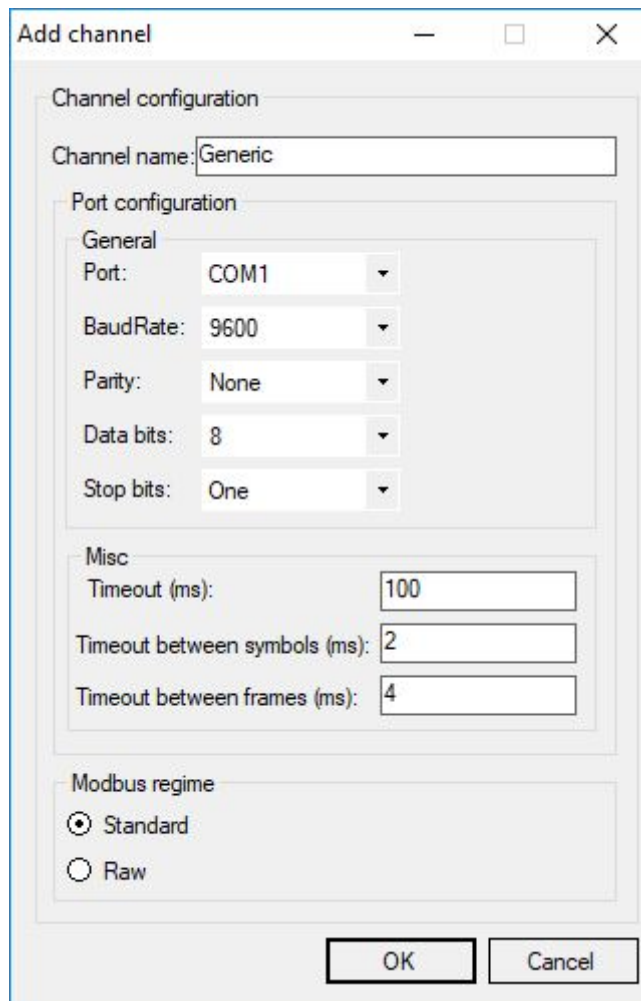 Add channel
Channel configuration
Channel name: Generic
Port configuration
General
Port: COM1
BaudRate: 9600
Parity: None
Data bits: 8
Stop bits: One
Misc
Timeout (ms): 100
Timeout between symbols (ms): 2
Timeout between frames (ms): 4
Modbus regime
Standard
Raw
OK Cancel